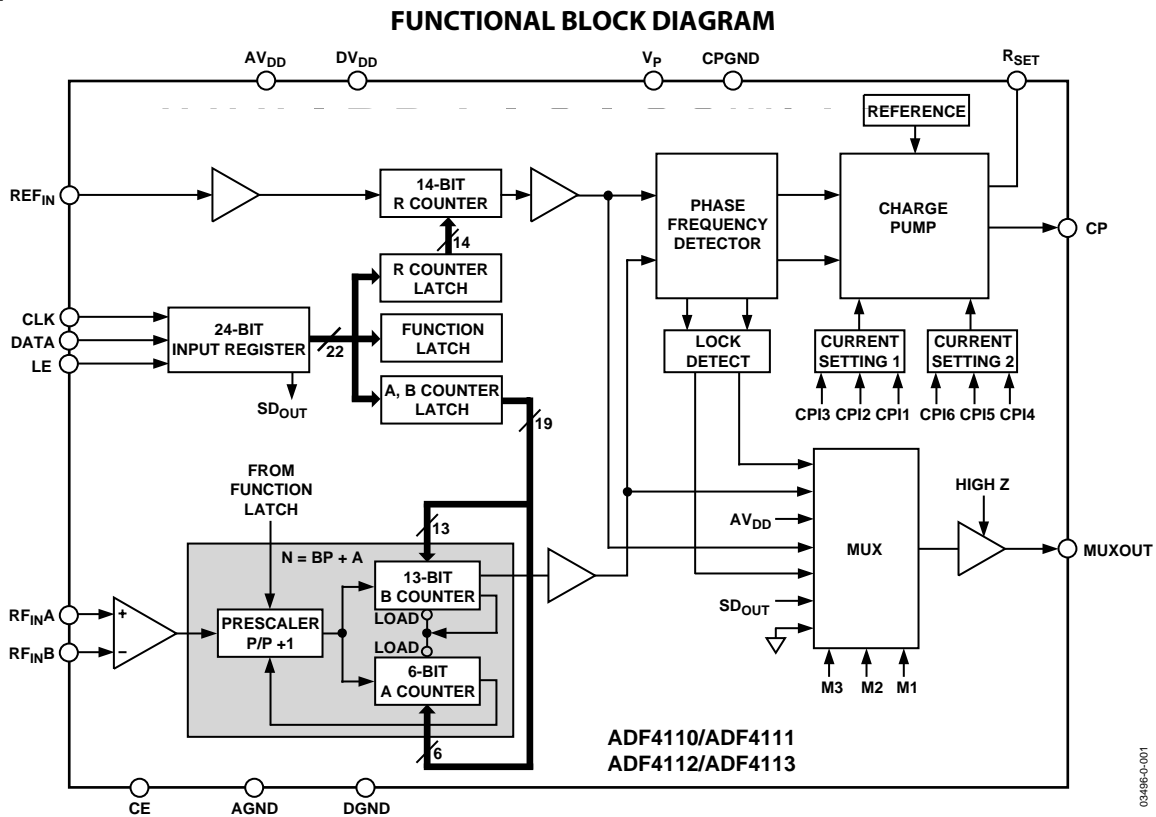 FUNCTIONAL BLOCK DIAGRAM
AVDD
DVDD
VP
CPGND
RSET
REFERENCE
REFIN
14-BIT
R COUNTER
14
PHASE
FREQUENCY
DETECTOR
CHARGE
PUMP
CP
R COUNTER
LATCH
CLK
DATA
LE
24-BIT
INPUT REGISTER
22
FUNCTION
LATCH
LOCK
DETECT
CURRENT
SETTING 1
CURRENT
SETTING 2
SDOUT
A, B COUNTER
LATCH
19
CPI3 CPI2 CPI1
CPI6 CPI5 CPI4
FROM
FUNCTION
LATCH
HIGH Z
13
AVDD
MUX
MUXOUT
N = BP + A
13-BIT
B COUNTER
RFINA
RFINB
+
–
PRESCALER
P/P +1
LOAD
LOAD
SDOUT
6-BIT
A COUNTER
M3 M2 M1
6
ADF4110/ADF4111
ADF4112/ADF4113
CE
AGND
DGND
03496-0-001